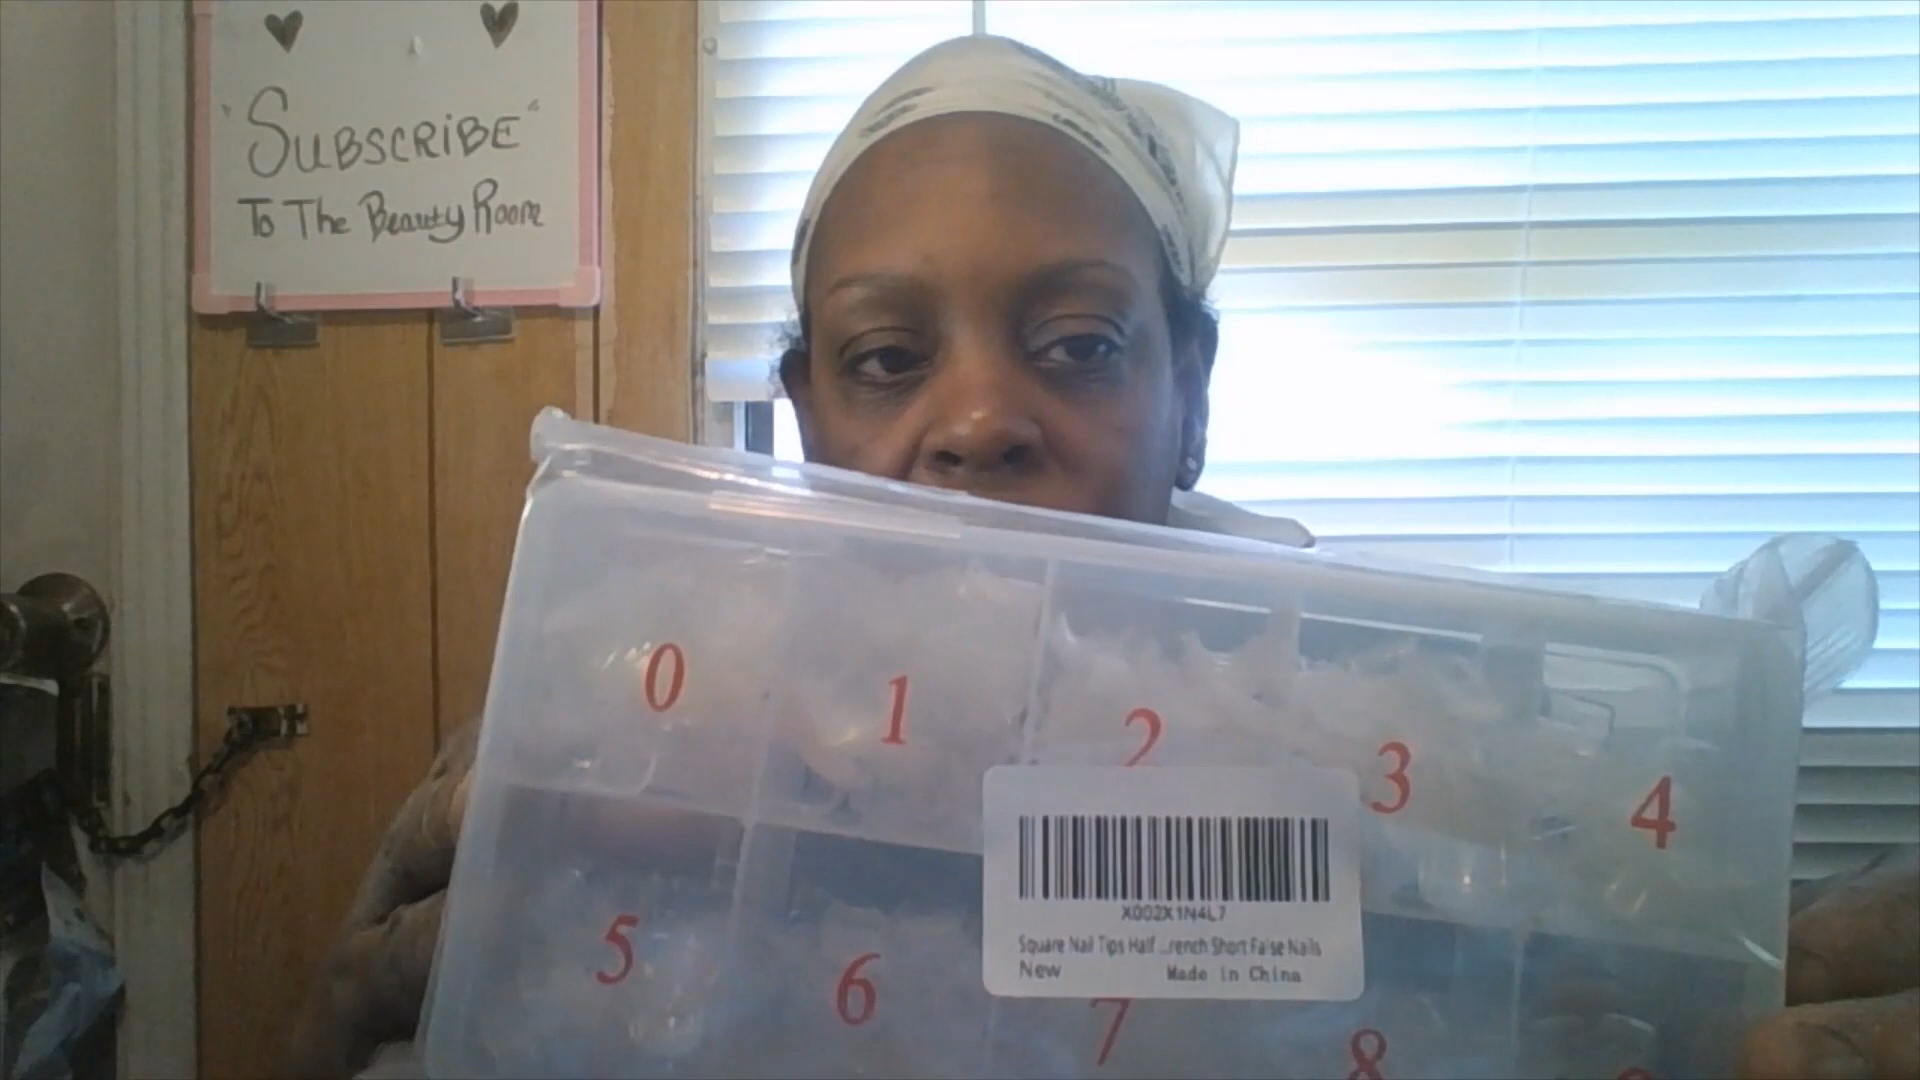 "SUBSCRIBE"
To The Beauty Room
0
1
2
3
4
X002X1N4L7
Square Nail Tips Half ...rench Short False Nails
New
Made in China
5
6
7
8